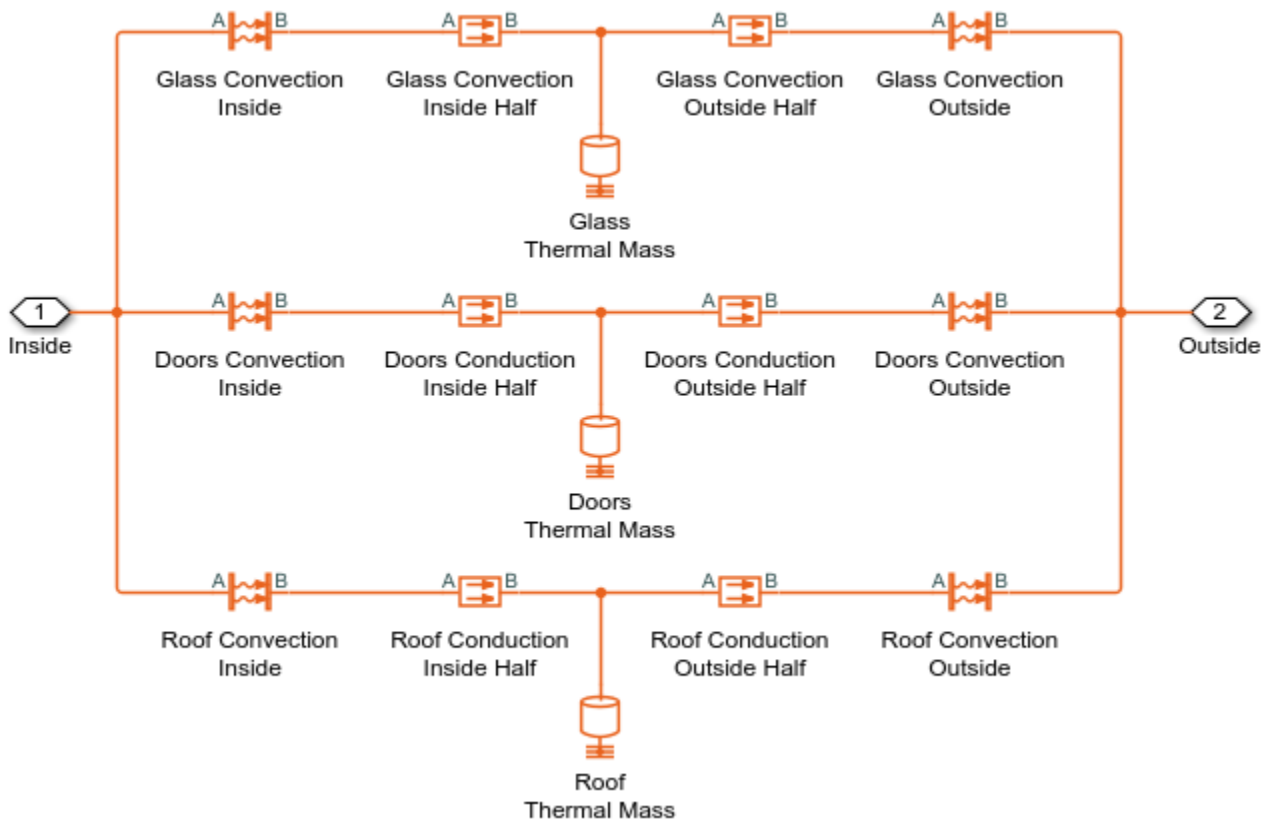 A B A B A B A B
Glass Convection Inside
Glass Convection Inside Half
Glass Convection Outside Half
Glass Convection Outside
Glass
Thermal Mass
1
Inside
A B A B A B A B
2
Outside
Doors Convection Inside
Doors Conduction Inside Half
Doors Conduction Outside Half
Doors Convection Outside
Doors
Thermal Mass
A B A B A B A B
Roof Convection Inside
Roof Conduction Inside Half
Roof Conduction Outside Half
Roof Convection Outside
Roof
Thermal Mass